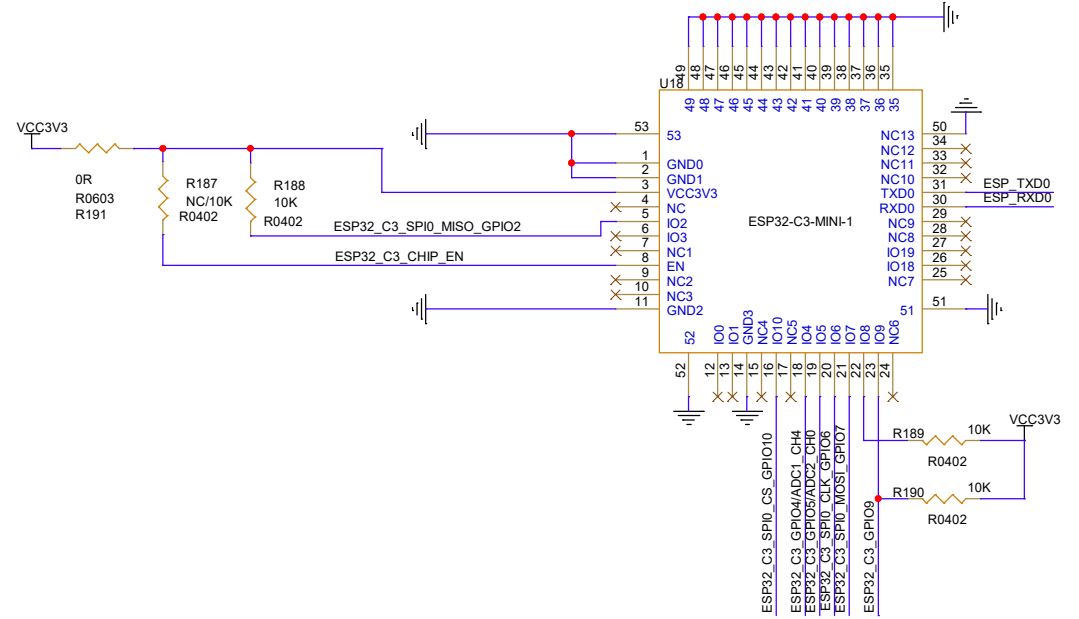 49
48
47
46
45
44
43
42
41
40
39
38
37
36
35
U18
49
48
47
46
45
44
43
42
41
40
39
38
37
36
35
VCC3V3
0R
R0603
R191
R187
NC/10K
R0402
R188
10K
R0402
ESP32_C3_SPI0_MISO_GPIO2
ESP32_C3_CHIP_EN
53
1
2
3
4
5
6
7
8
9
10
11
53
GND0
GND1
VCC3V3
NC
IO2
IO3
NC1
EN
NC2
NC3
GND2
ESP32-C3-MINI-1
NC13
NC12
NC11
NC10
TXD0
RXD0
NC9
NC8
IO19
IO18
NC7
51
50
34
33
32
31
30
29
28
27
26
25
51
ESP_TXD0
ESP_RXD0
52
IO0
IO1
GND3
NC4
IO10
NC5
IO4
IO5
IO6
IO7
IO8
IO9
NC6
52
12
13
14
15
16
17
18
19
20
21
22
23
24
ESP32_C3_SPI0_CS_GPIO10
ESP32_C3_GPIO4/ADC1_CH4
ESP32_C3_GPIO5/ADC2_CH0
ESP32_C3_SPI0_CLK_GPIO6
ESP32_C3_SPI0_MOSI_GPIO7
ESP32_C3_GPIO9
VCC3V3
R189
10K
R0402
R190
10K
R0402